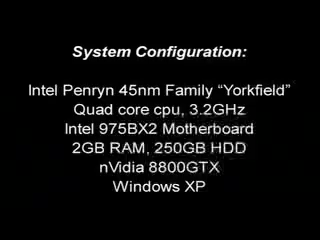 System Configuration:
Intel Penryn 45nm Family “Yorkfield”
Quad core cpu, 3.2GHz
Intel 975BX2 Motherboard
2GB RAM, 250GB HDD
nVidia 8800GTX
Windows XP